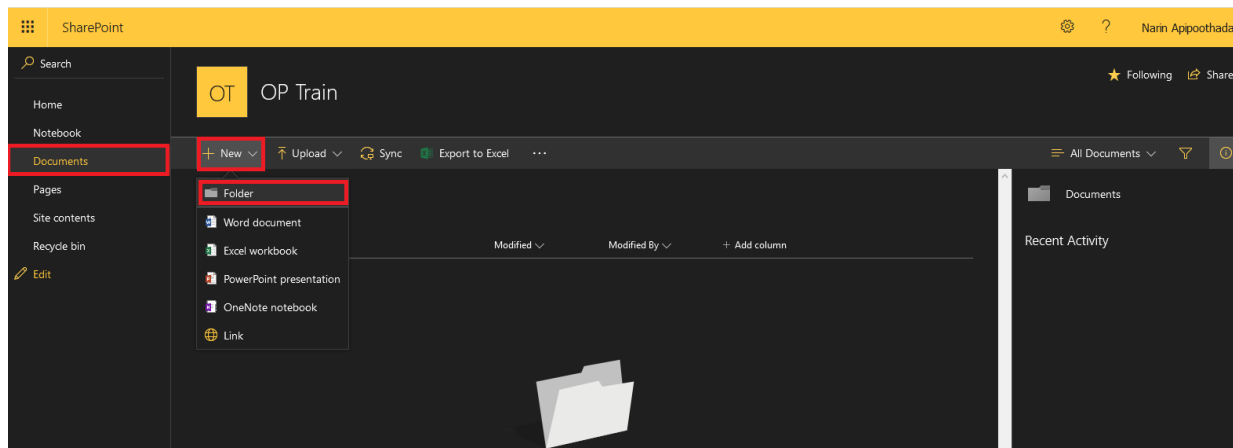 SharePoint
? Narin Apipoothada
Search
Following Share
OT OP Train
Home
Notebook
Documents
Pages
Site contents
Recycle bin
Edit
New Upload Sync Export to Excel ... All Documents
Folder
Word document
Excel workbook
PowerPoint presentation
OneNote notebook
Link
Modified Modified By + Add column
Documents
Recent Activity